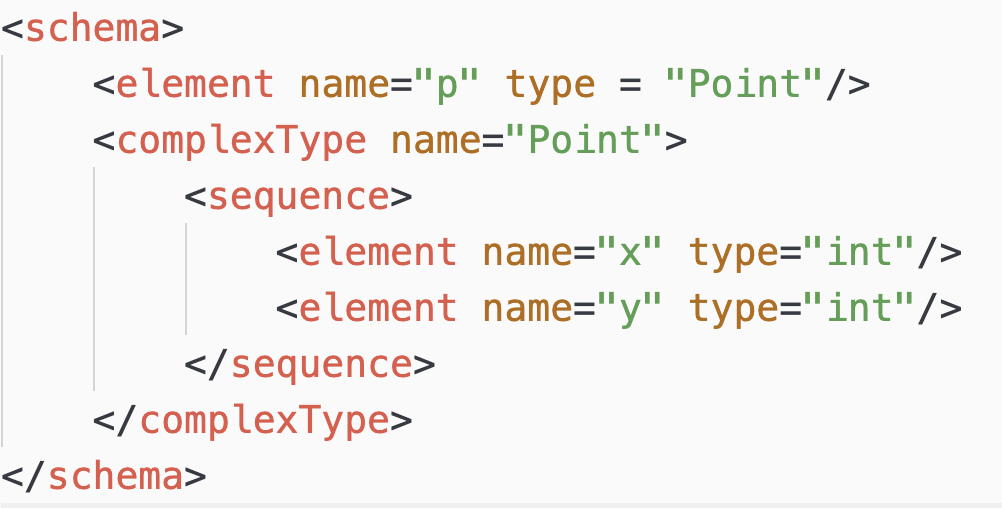 <schema>
    <element name="p" type = "Point"/>
    <complexType name="Point">
        <sequence>
            <element name="x" type="int"/>
            <element name="y" type="int"/>
        </sequence>
    </complexType>
</schema>